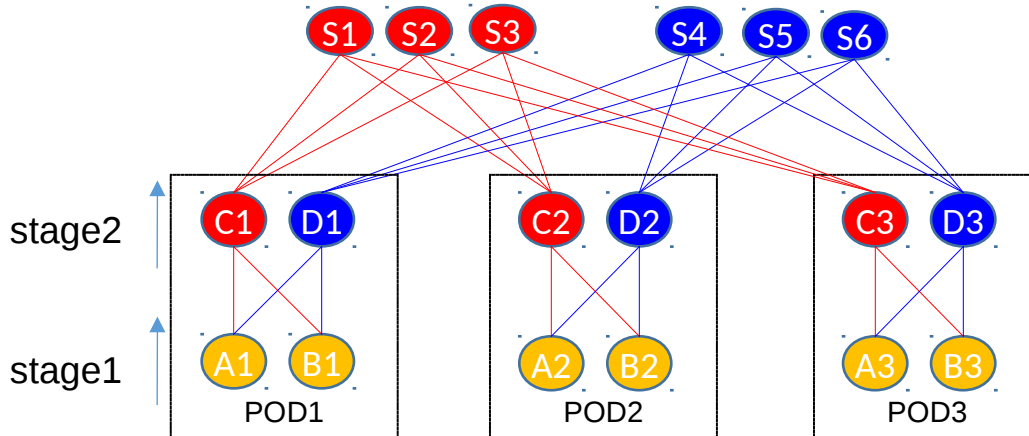 S1 S2 S3 S4 S5 S6
stage2 C1 D1 C2 D2 C3 D3
stage1 A1 B1 A2 B2 A3 B3
POD1 POD2 POD3